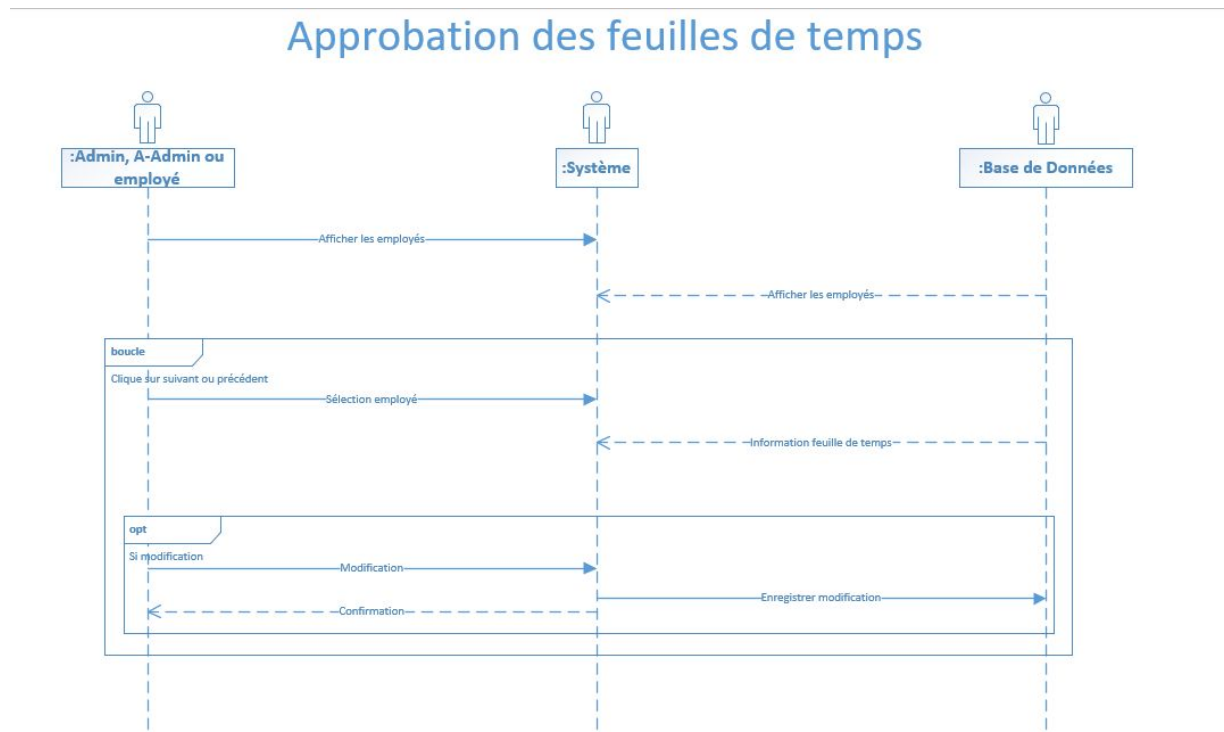 Approbation des feuilles de temps
:Admin, A-Admin ou
employé
:Système
:Base de Données
Afficher les employés
Afficher les employés
boucle
Clique sur suivant ou précédent
Sélection employé
Information feuille de temps
opt
Si modification
Modification
Enregistrer modification
Confirmation